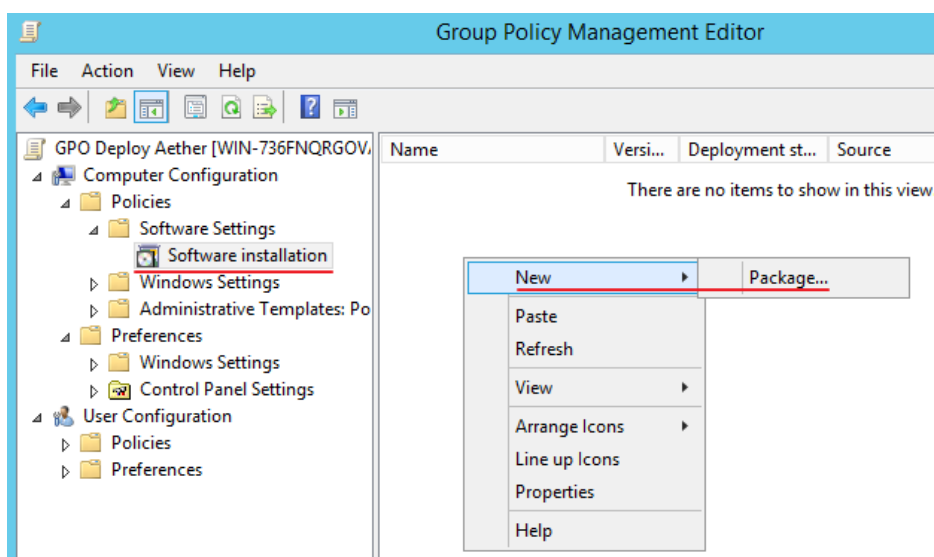 Group Policy Management Editor
File Action View Help
GPO Deploy Aether [WIN-736FNQRGOV
Computer Configuration
Policies
Software Settings
Software installation
Windows Settings
Administrative Templates: Po
Preferences
Windows Settings
Control Panel Settings
User Configuration
Policies
Preferences
Name Versi... Deployment st... Source
There are no items to show in this view
New Package...
Paste
Refresh
View
Arrange Icons
Line up Icons
Properties
Help